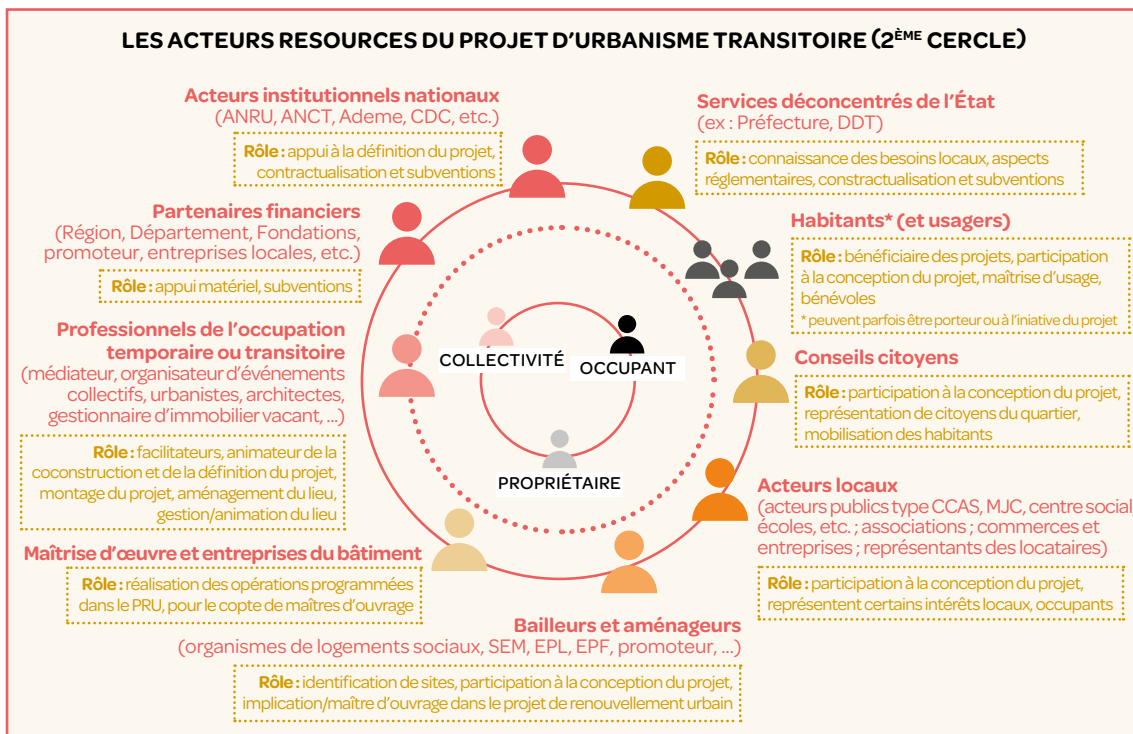 LES ACTEURS RESOURCES DU PROJET D'URBANISME TRANSITOIRE (2ÈME CERCLE)
Acteurs institutionnels nationaux
(ANRU, ANCT, Ademe, CDC, etc.)
Rôle : appui à la définition du projet,
contractualisation et subventions
Services déconcentrés de l'État
(ex : Préfecture, DDT)
Rôle : connaissance des besoins locaux, aspects
réglementaires, constractualisation et subventions
Partenaires financiers
(Région, Département, Fondations,
promoteur, entreprises locales, etc.)
Rôle : appui matériel, subventions
Habitants* (et usagers)
Rôle : bénéficiaire des projets, participation
à la conception du projet, maîtrise d'usage,
bénévoles
* peuvent parfois être porteur ou à l'iniative du projet
Professionnels de l'occupation
temporaire ou transitoire
(médiateur, organisateur d'événements
collectifs, urbanistes, architectes,
gestionnaire d'immobilier vacant, ...)
Rôle : facilitateurs, animateur de la
coconstruction et de la définition du projet,
montage du projet, aménagement du lieu,
gestion/animation du lieu
COLLECTIVITÉ
OCCUPANT
PROPRIÉTAIRE
Conseils citoyens
Rôle : participation à la conception du projet,
représentation de citoyens du quartier,
mobilisation des habitants
Acteurs locaux
(acteurs publics type CCAS, MJC, centre social,
écoles, etc. ; associations ; commerces et
entreprises ; représentants des locataires)
Rôle : participation à la conception du projet,
représentent certains intérêts locaux, occupants
Maîtrise d'œuvre et entreprises du bâtiment
Rôle : réalisation des opérations programmées
dans le PRU, pour le copte de maîtres d'ouvrage
Bailleurs et aménageurs
(organismes de logements sociaux, SEM, EPL, EPF, promoteur, ...)
Rôle : identification de sites, participation à la conception du projet,
implication/maître d'ouvrage dans le projet de renouvellement urbain